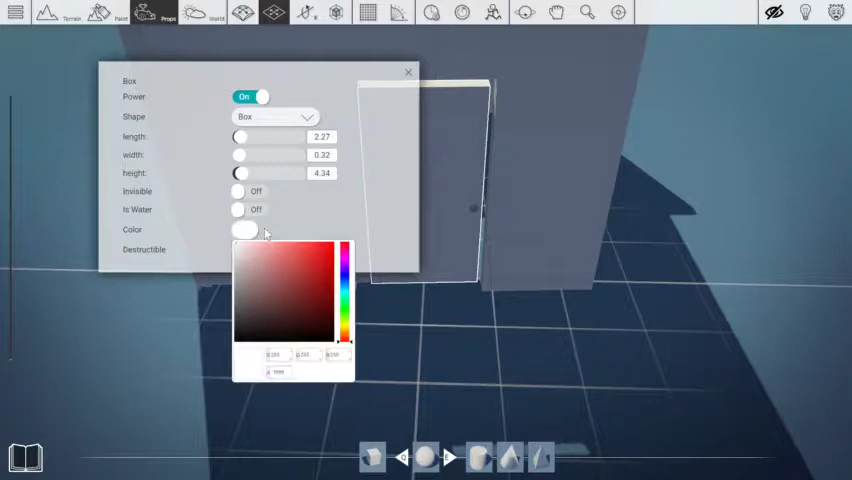 Terrain Paint Props World
Box
Power On
Shape Box
length: 2.27
width: 0.32
height: 4.34
Invisible Off
Is Water Off
Color
Destructible
Q E